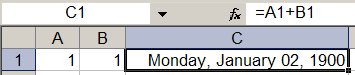 C1 fx =A1+B1
A B C
1 1 1 Monday, January 02, 1900